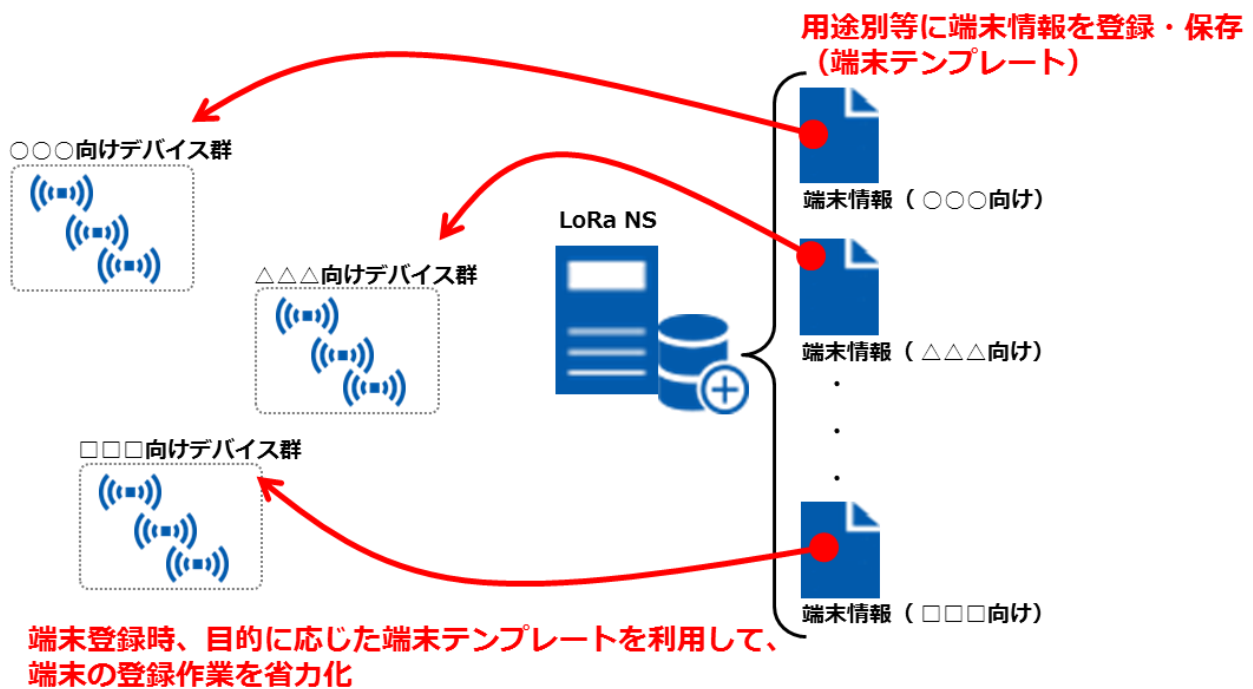 用途別等に端末情報を登録・保存
（端末テンプレート）
○○○向けデバイス群
端末情報（ ○○○向け）
LoRa NS
△△△向けデバイス群
端末情報（ △△△向け）
・
・
・
□□□向けデバイス群
端末情報（ □□□向け）
端末登録時、目的に応じた端末テンプレートを利用して、
端末の登録作業を省力化